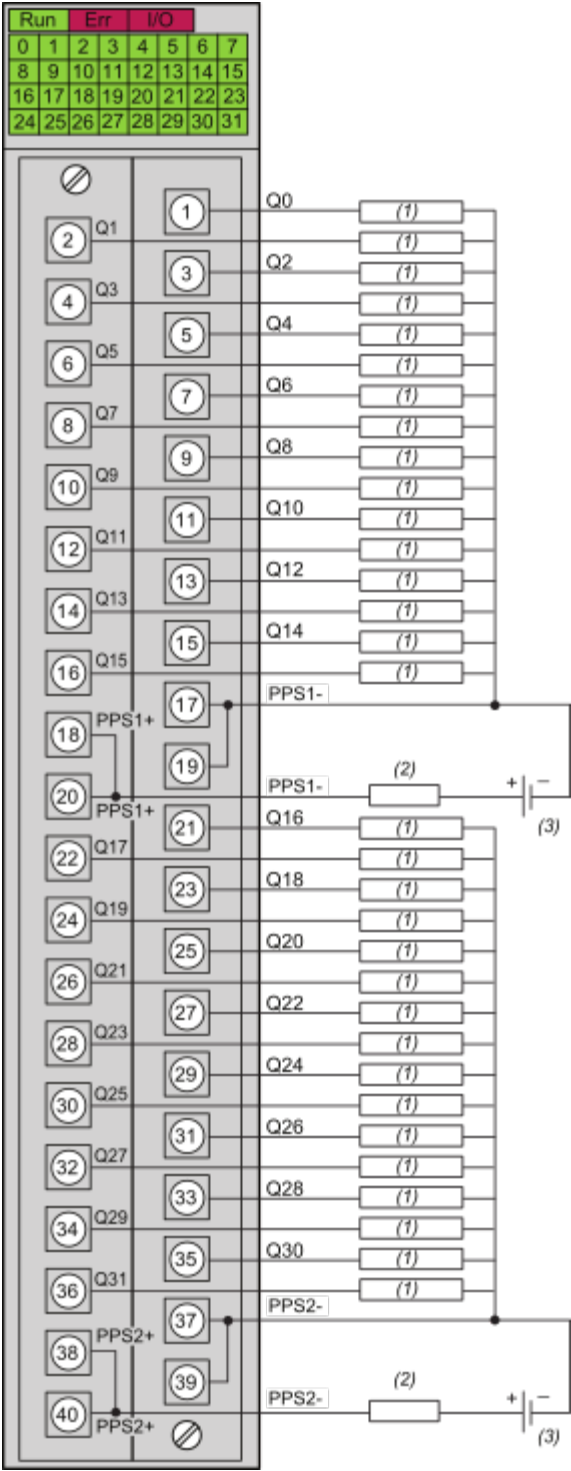 Run Err I/O
0 1 2 3 4 5 6 7
8 9 10 11 12 13 14 15
16 17 18 19 20 21 22 23
24 25 26 27 28 29 30 31
1 Q0 (1)
2 Q1 (1)
3 Q2 (1)
4 Q3 (1)
5 Q4 (1)
6 Q5 (1)
7 Q6 (1)
8 Q7 (1)
9 Q8 (1)
10 Q9 (1)
11 Q10 (1)
12 Q11 (1)
13 Q12 (1)
14 Q13 (1)
15 Q14 (1)
16 Q15 (1)
17 PPS1-
18 PPS1+
19 (2)
20 PPS1+ PPS1- + −
21 Q16 (1) (3)
22 Q17 (1)
23 Q18 (1)
24 Q19 (1)
25 Q20 (1)
26 Q21 (1)
27 Q22 (1)
28 Q23 (1)
29 Q24 (1)
30 Q25 (1)
31 Q26 (1)
32 Q27 (1)
33 Q28 (1)
34 Q29 (1)
35 Q30 (1)
36 Q31 (1)
37 PPS2-
38 PPS2+
39 (2)
40 PPS2+ PPS2- + −
(3)